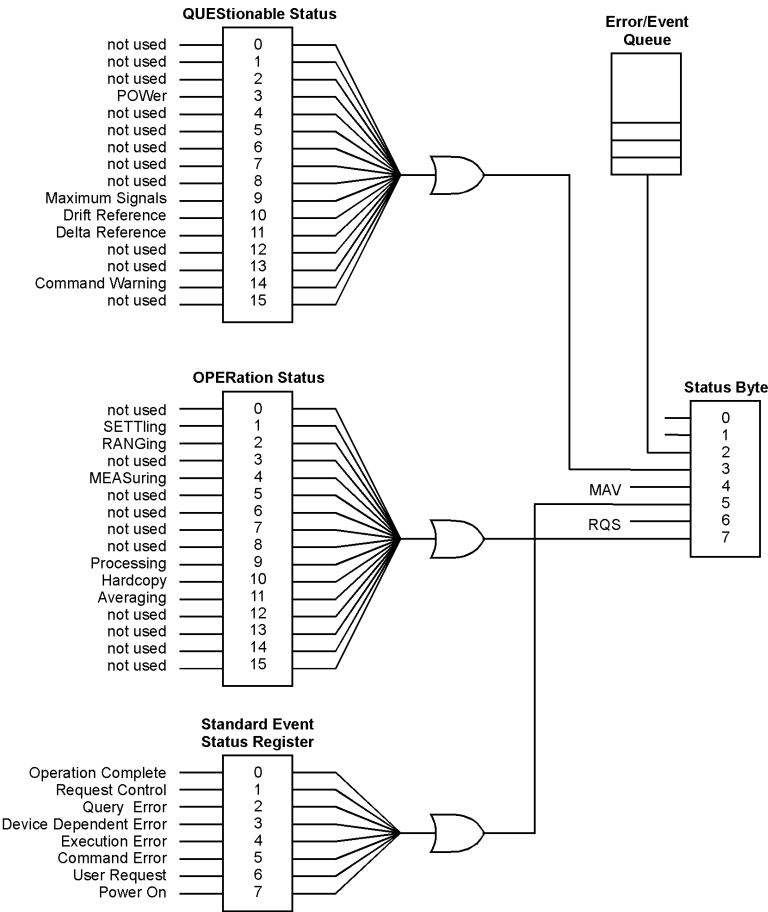 QUEStionable Status
not used 0
not used 1
not used 2
POWer 3
not used 4
not used 5
not used 6
not used 7
not used 8
Maximum Signals 9
Drift Reference 10
Delta Reference 11
not used 12
not used 13
Command Warning 14
not used 15
Error/Event
Queue
OPERation Status
not used 0
SETTling 1
RANGing 2
not used 3
MEASuring 4
not used 5
not used 6
not used 7
not used 8
Processing 9
Hardcopy 10
Averaging 11
not used 12
not used 13
not used 14
not used 15
Status Byte
0
1
2
3
MAV 4
5
RQS 6
7
Standard Event
Status Register
Operation Complete 0
Request Control 1
Query Error 2
Device Dependent Error 3
Execution Error 4
Command Error 5
User Request 6
Power On 7